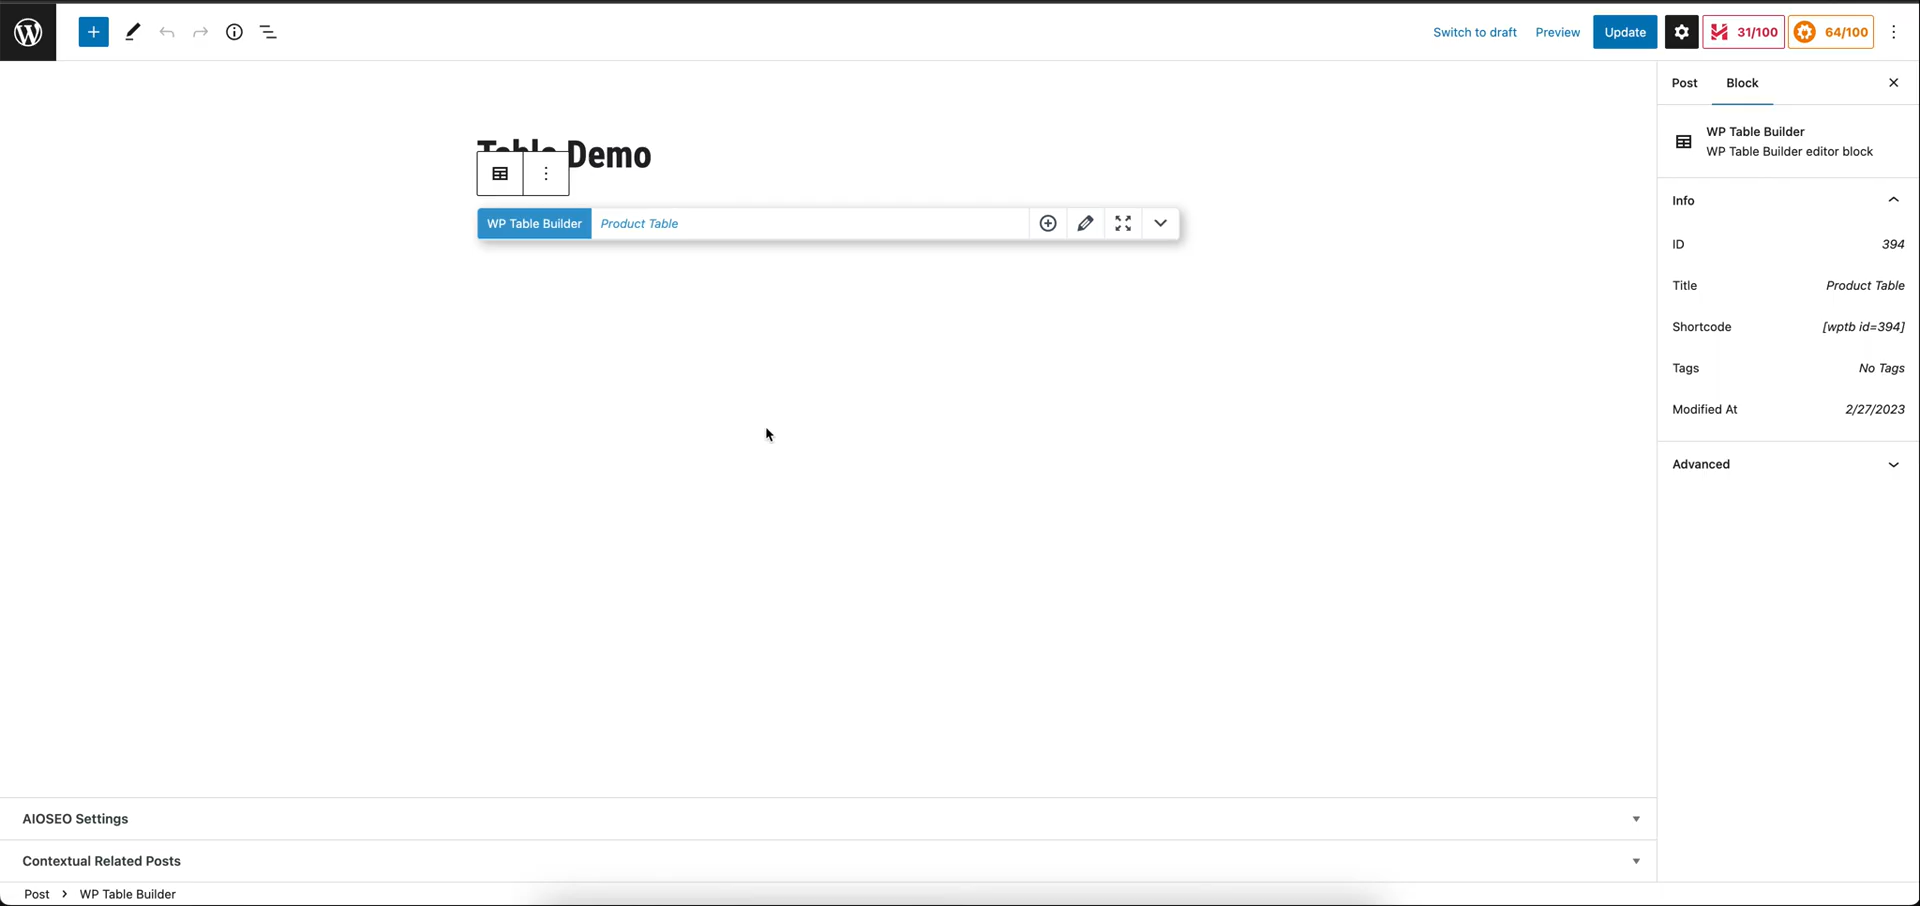 Switch to draft
Preview
Update
31/100
64/100
Post
Block
WP Table Builder
WP Table Builder editor block
Table Demo
WP Table Builder
Product Table
Info
ID
394
Title
Product Table
Shortcode
[wptb id=394]
Tags
No Tags
Modified At
2/27/2023
Advanced
AIOSEO Settings
Contextual Related Posts
Post > WP Table Builder